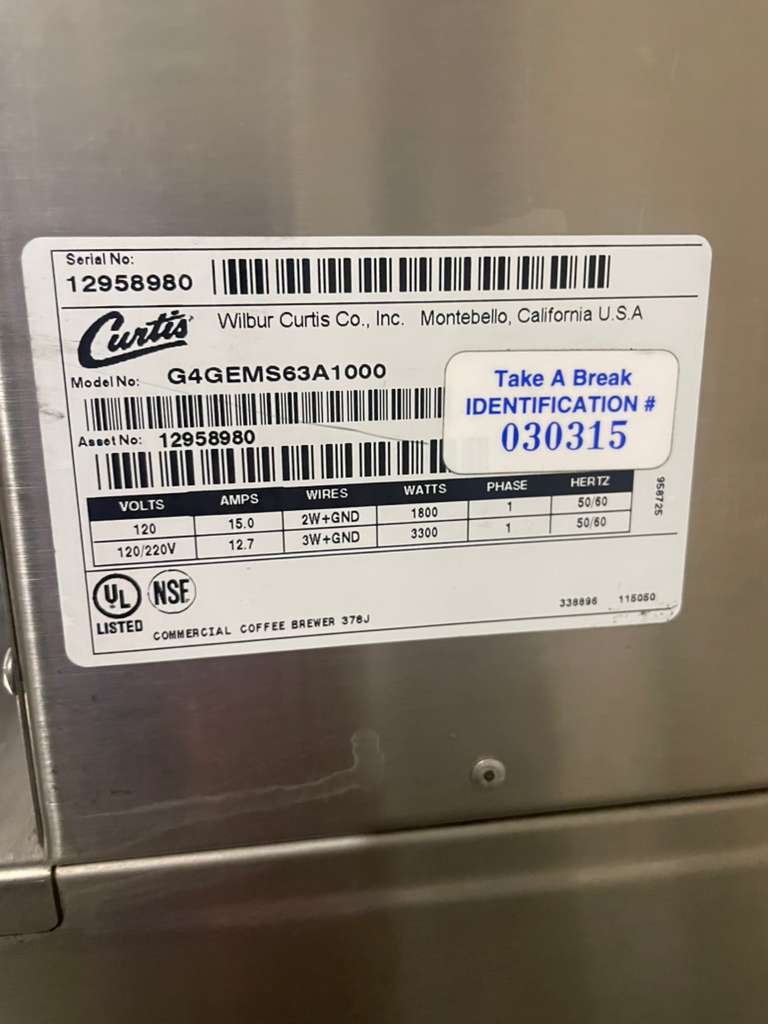 Serial No:
12958980
Curtis
Wilbur Curtis Co., Inc. Montebello, California U.S.A
Model No: G4GEMS63A1000
Take A Break
IDENTIFICATION #
030315
Asset No: 12958980
VOLTS AMPS WIRES WATTS PHASE HERTZ
120 15.0 2W+GND 1800 1 50/60
120/220V 12.7 3W+GND 3300 1 50/60
958725
UL NSF
LISTED COMMERCIAL COFFEE BREWER 378J
338896 115050